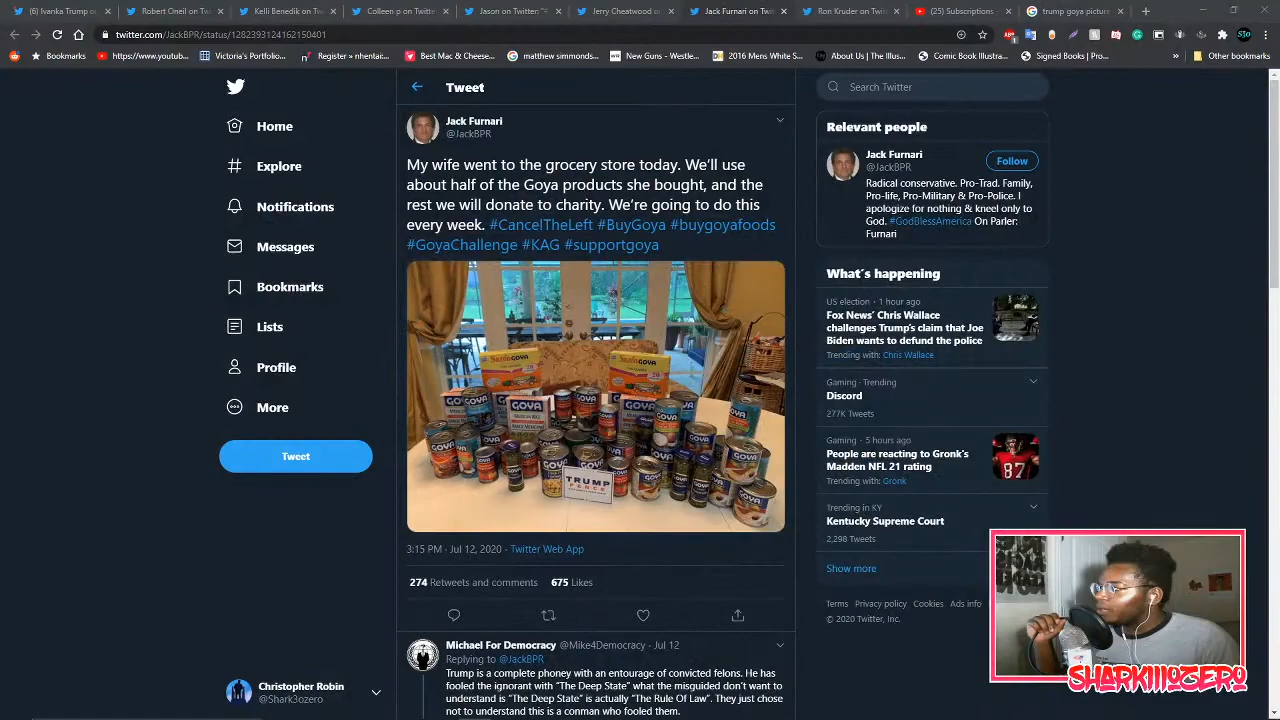 (6) Ivanka Trump o
Robert Oneil on Twitt
Kelli Benedik on Twit
Colleen p on Twitte
Jason on Twitter: "F
Jerry Cheatwood on
Jack Furnari on Twitt
Ron Kruder on Twitt
(25) Subscriptions -
trump goya picture
twitter.com/JackBPR/status/1282393124162150401
Bookmarks
https://www.youtub...
Victoria's Portfolio...
Register » nhentai...
Best Mac & Cheese...
matthew simmonds...
New Guns - Westle...
2016 Mens White S...
About Us | The Illus...
Comic Book Illustra...
Signed Books | Pro...
»
Other bookmarks
Home
Explore
Notifications
Messages
Bookmarks
Lists
Profile
More
Tweet
Christopher Robin
@Shark3ozero
Tweet
Jack Furnari
@JackBPR
My wife went to the grocery store today. We'll use
about half of the Goya products she bought, and the
rest we will donate to charity. We're going to do this
every week. #CancelTheLeft #BuyGoya #buygoyafoods
#GoyaChallenge #KAG #supportgoya
GOYA
TRUMP
PENCE
3:15 PM · Jul 12, 2020 · Twitter Web App
274 Retweets and comments 675 Likes
Michael For Democracy @Mike4Democracy · Jul 12
Replying to @JackBPR
Trump is a complete phoney with an entourage of convicted felons. He has
fooled the ignorant with "The Deep State" what the misguided don't want to
understand is "The Deep State" is actually "The Rule Of Law". They just chose
not to understand this is a conman who fooled them.
Search Twitter
Relevant people
Jack Furnari
@JackBPR
Follow
Radical conservative. Pro-Trad. Family,
Pro-life, Pro-Military & Pro-Police. I
apologize for nothing & kneel only to
God. #GodBlessAmerica On Parler:
Furnari
What's happening
US election · 1 hour ago
Fox News' Chris Wallace
challenges Trump's claim that Joe
Biden wants to defund the police
Trending with: Chris Wallace
Gaming · Trending
Discord
277K Tweets
Gaming · 5 hours ago
People are reacting to Gronk's
Madden NFL 21 rating
Trending with: Gronk
87
Trending in KY
Kentucky Supreme Court
2,298 Tweets
Show more
Terms Privacy policy Cookies Ads info
© 2020 Twitter, Inc.
SHARKIIIOZERO